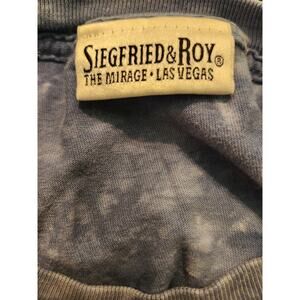 SIEGFRIED & ROY®
THE MIRAGE • LAS VEGAS